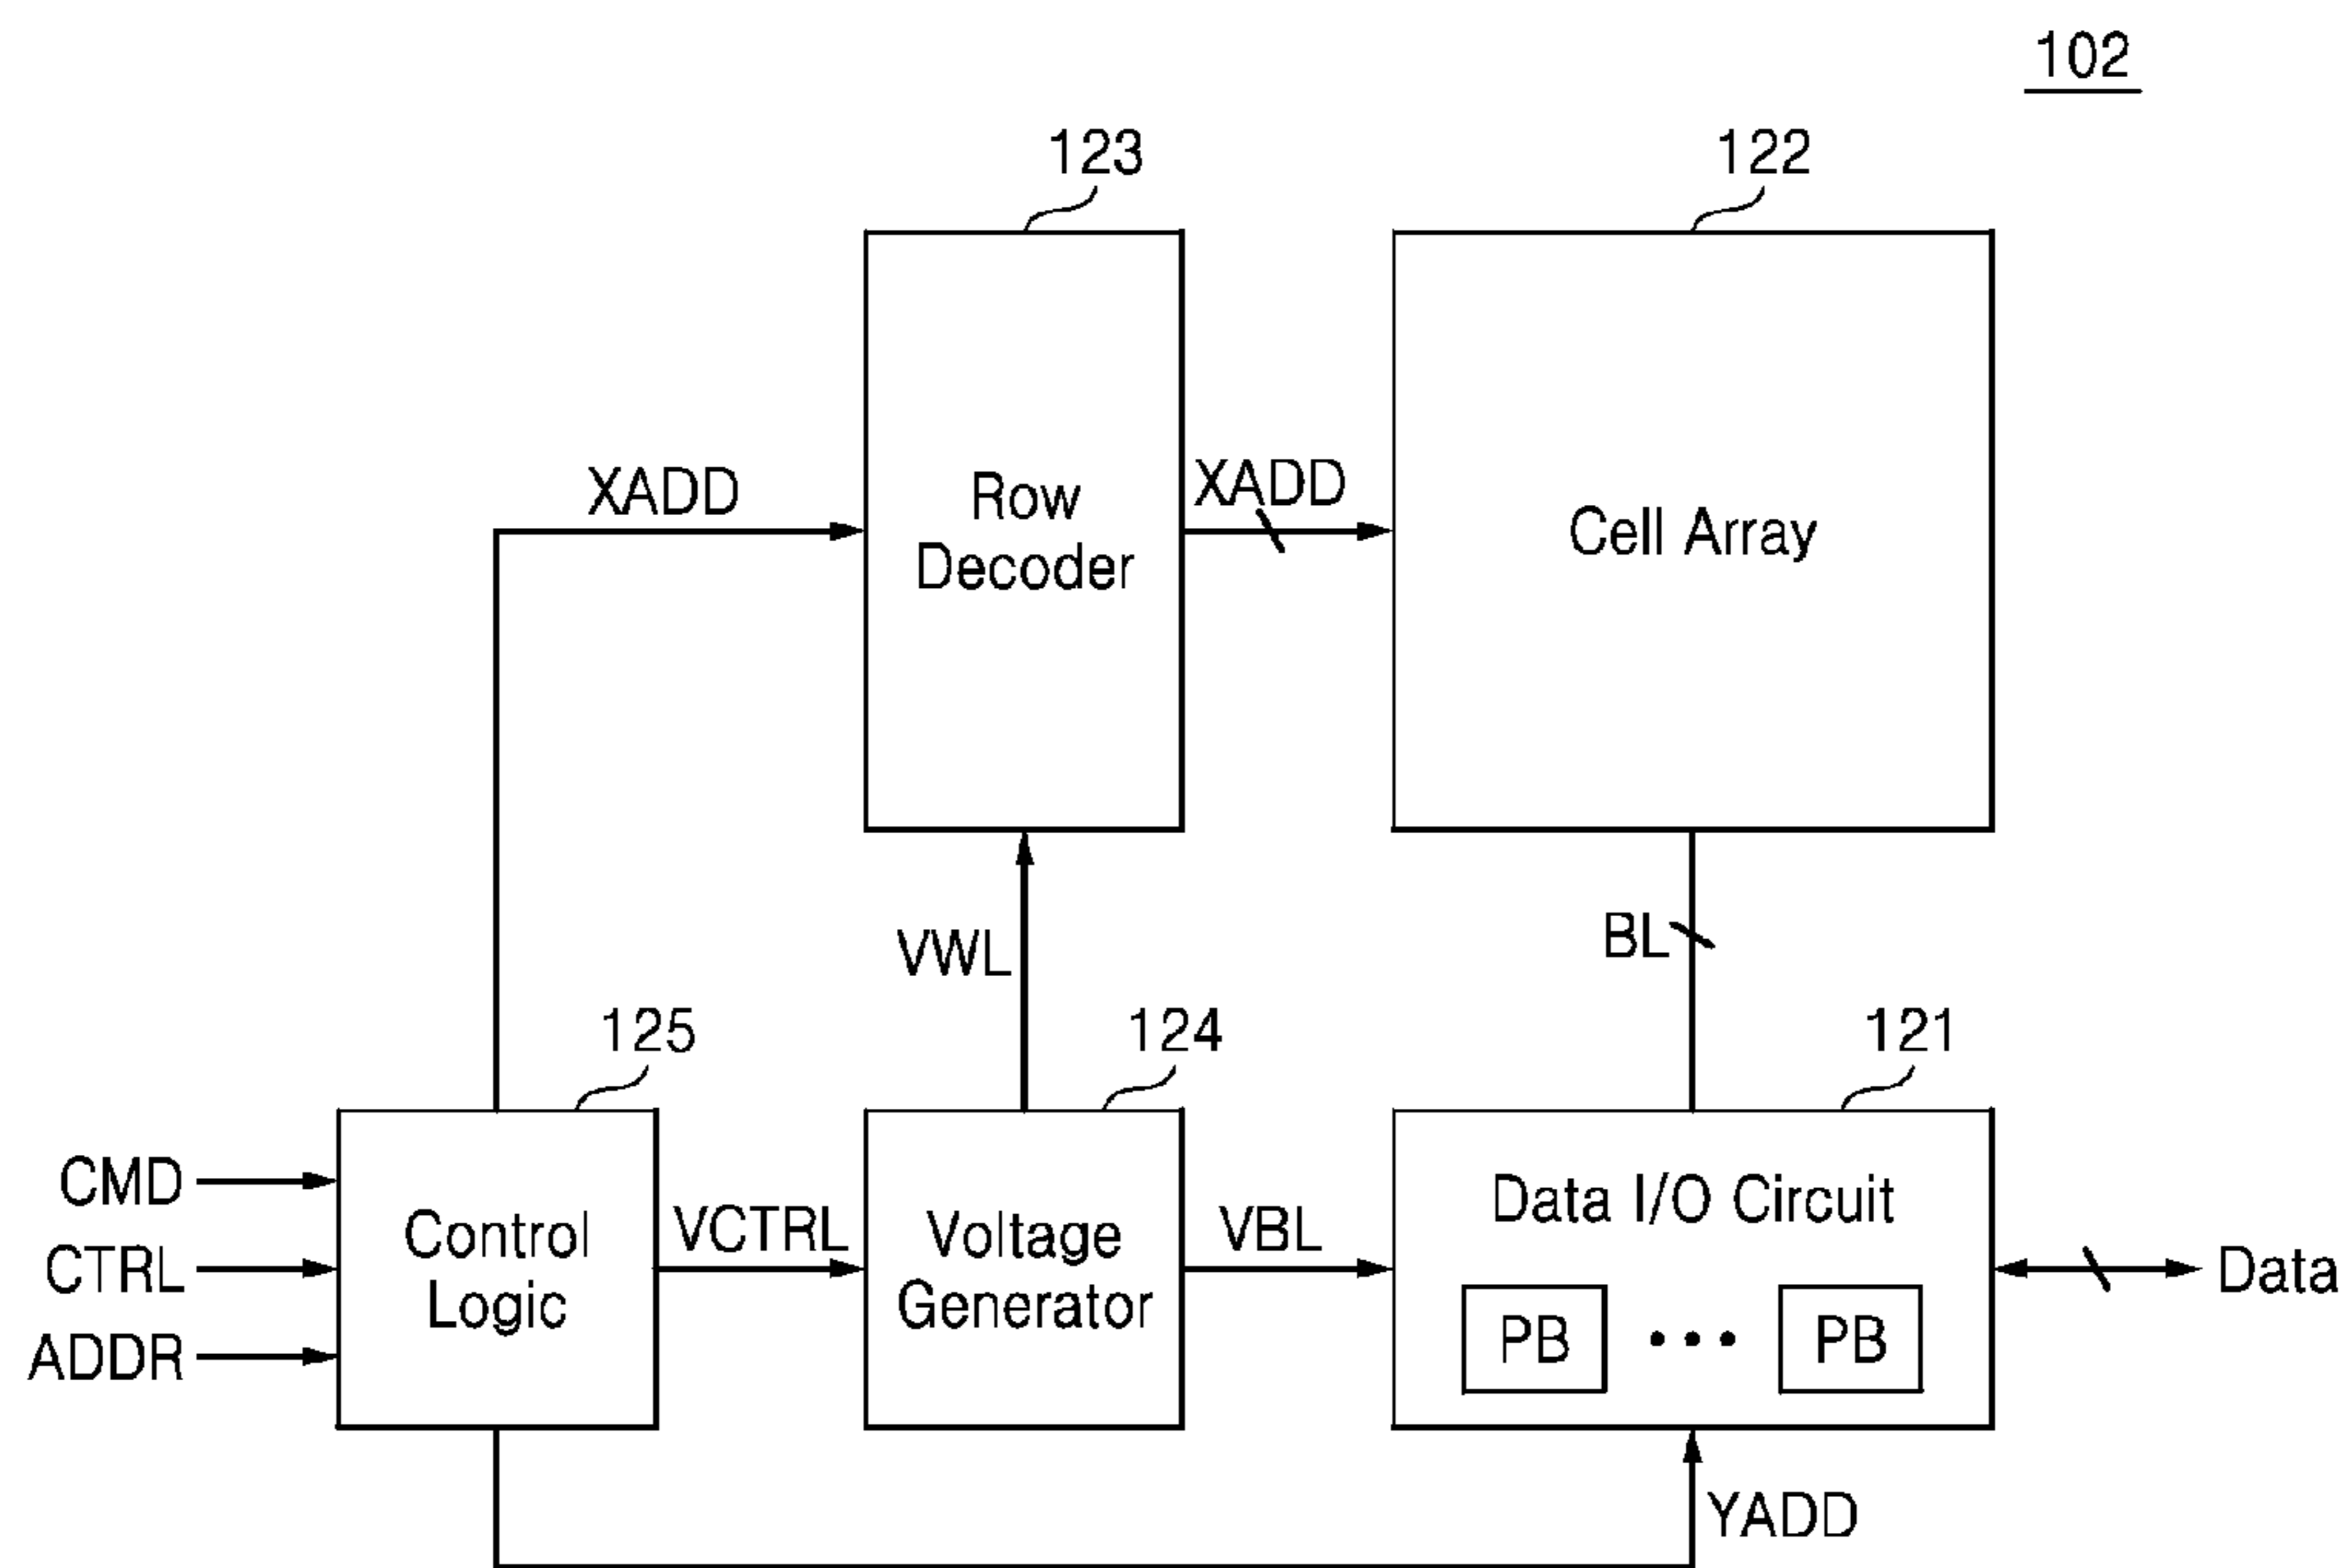 102
123
122
XADD
Row
Decoder
XADD
Cell Array
VWL
BL
125
124
121
CMD
CTRL
ADDR
Control
Logic
VCTRL
Voltage
Generator
VBL
Data I/O Circuit
PB
PB
Data
YADD